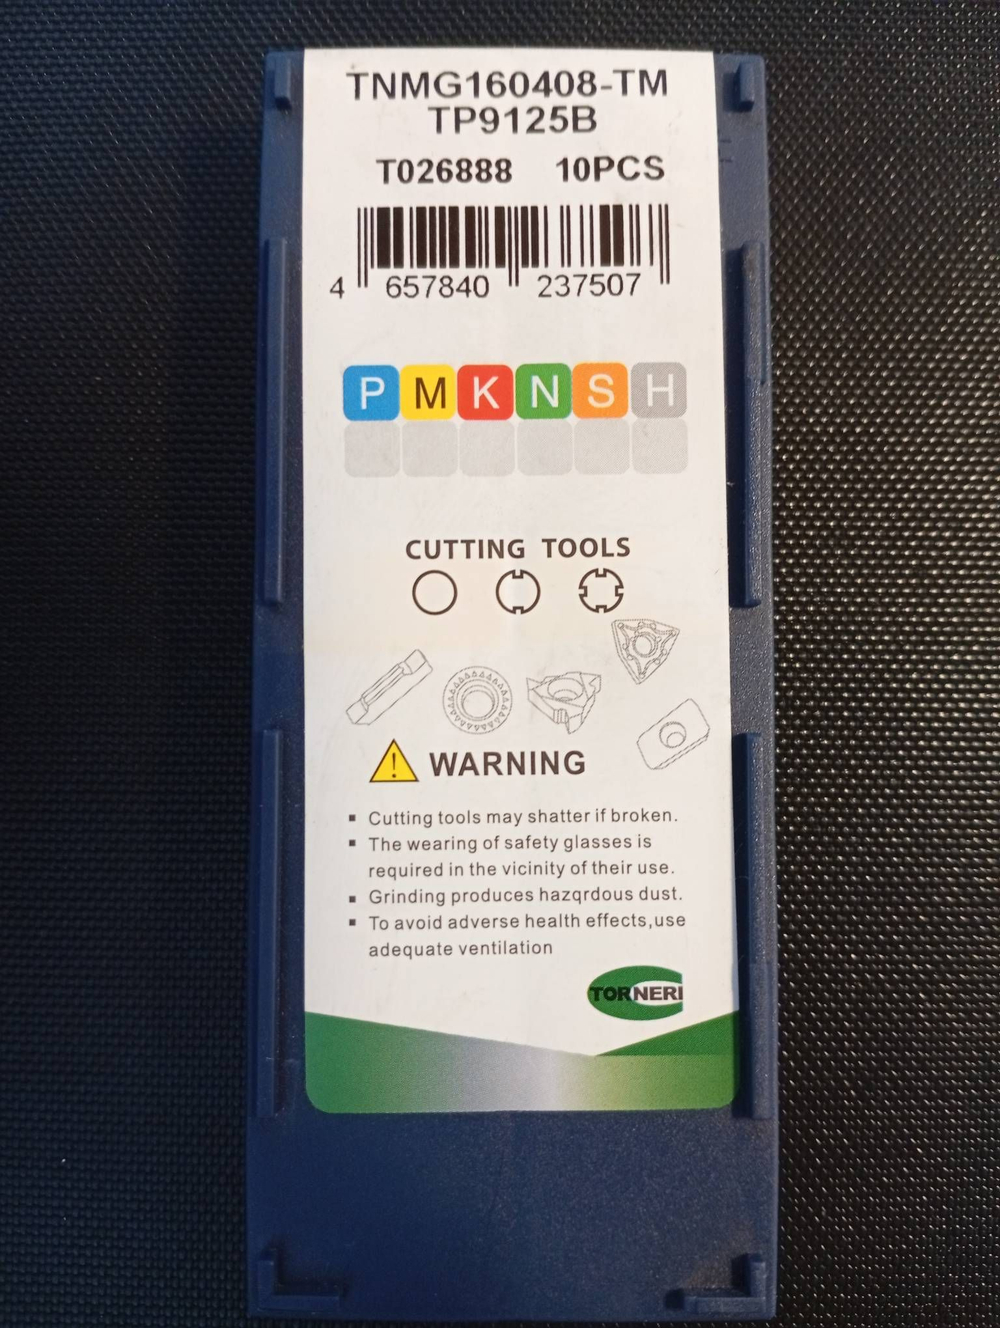 TNMG160408-TM
TP9125B
T026888 10PCS
4 657840 237507
P M K N S H
CUTTING TOOLS
WARNING
▪ Cutting tools may shatter if broken.
▪ The wearing of safety glasses is
required in the vicinity of their use.
▪ Grinding produces hazqrdous dust.
▪ To avoid adverse health effects,use
adequate ventilation
TORNERI